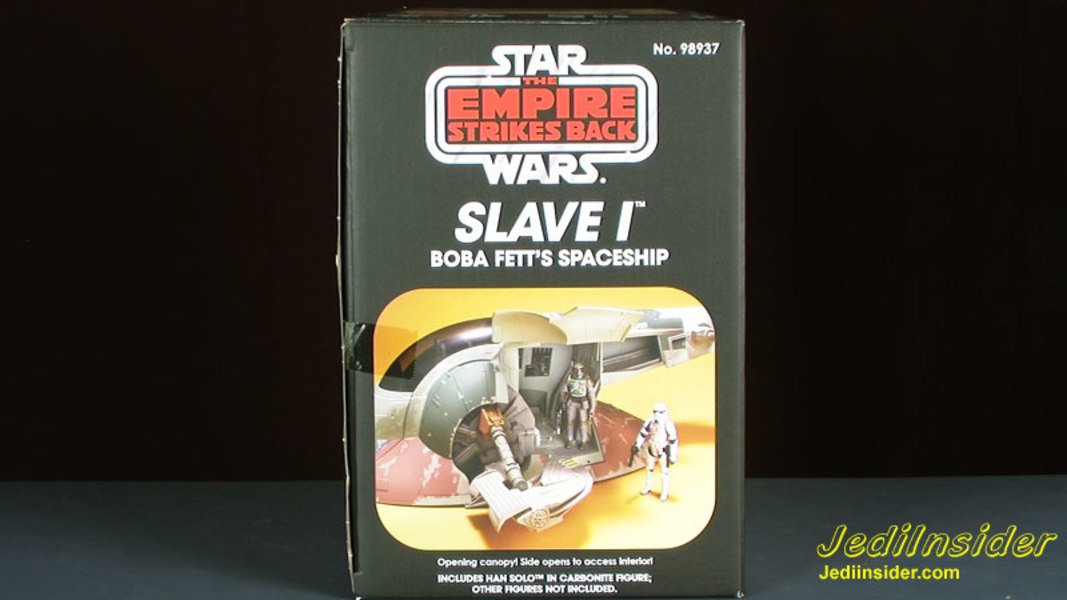 No. 98937
STAR
THE
EMPIRE
STRIKES BACK
WARS.
SLAVE I™
BOBA FETT'S SPACESHIP
Opening canopy! Side opens to access interior!
INCLUDES HAN SOLO™ IN CARBONITE FIGURE;
OTHER FIGURES NOT INCLUDED.
JediInsider
Jediinsider.com